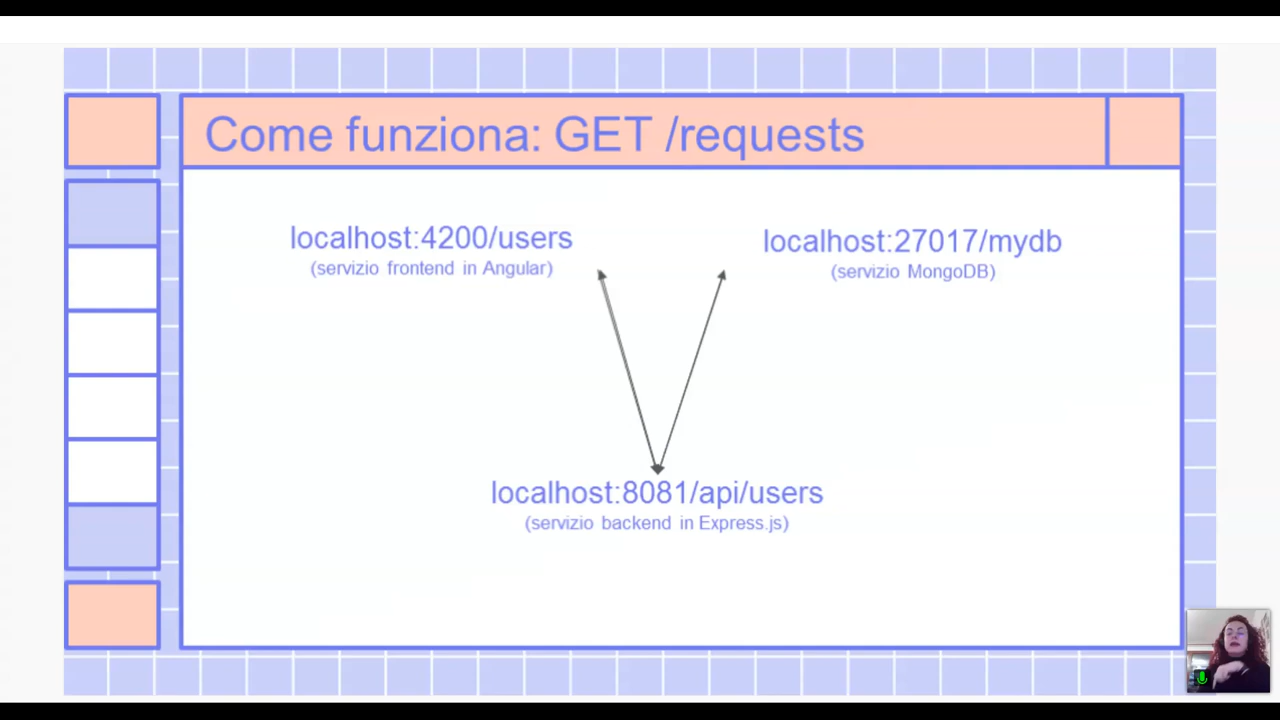 Come funziona: GET /requests
localhost:4200/users
(servizio frontend in Angular)
localhost:27017/mydb
(servizio MongoDB)
localhost:8081/api/users
(servizio backend in Express.js)